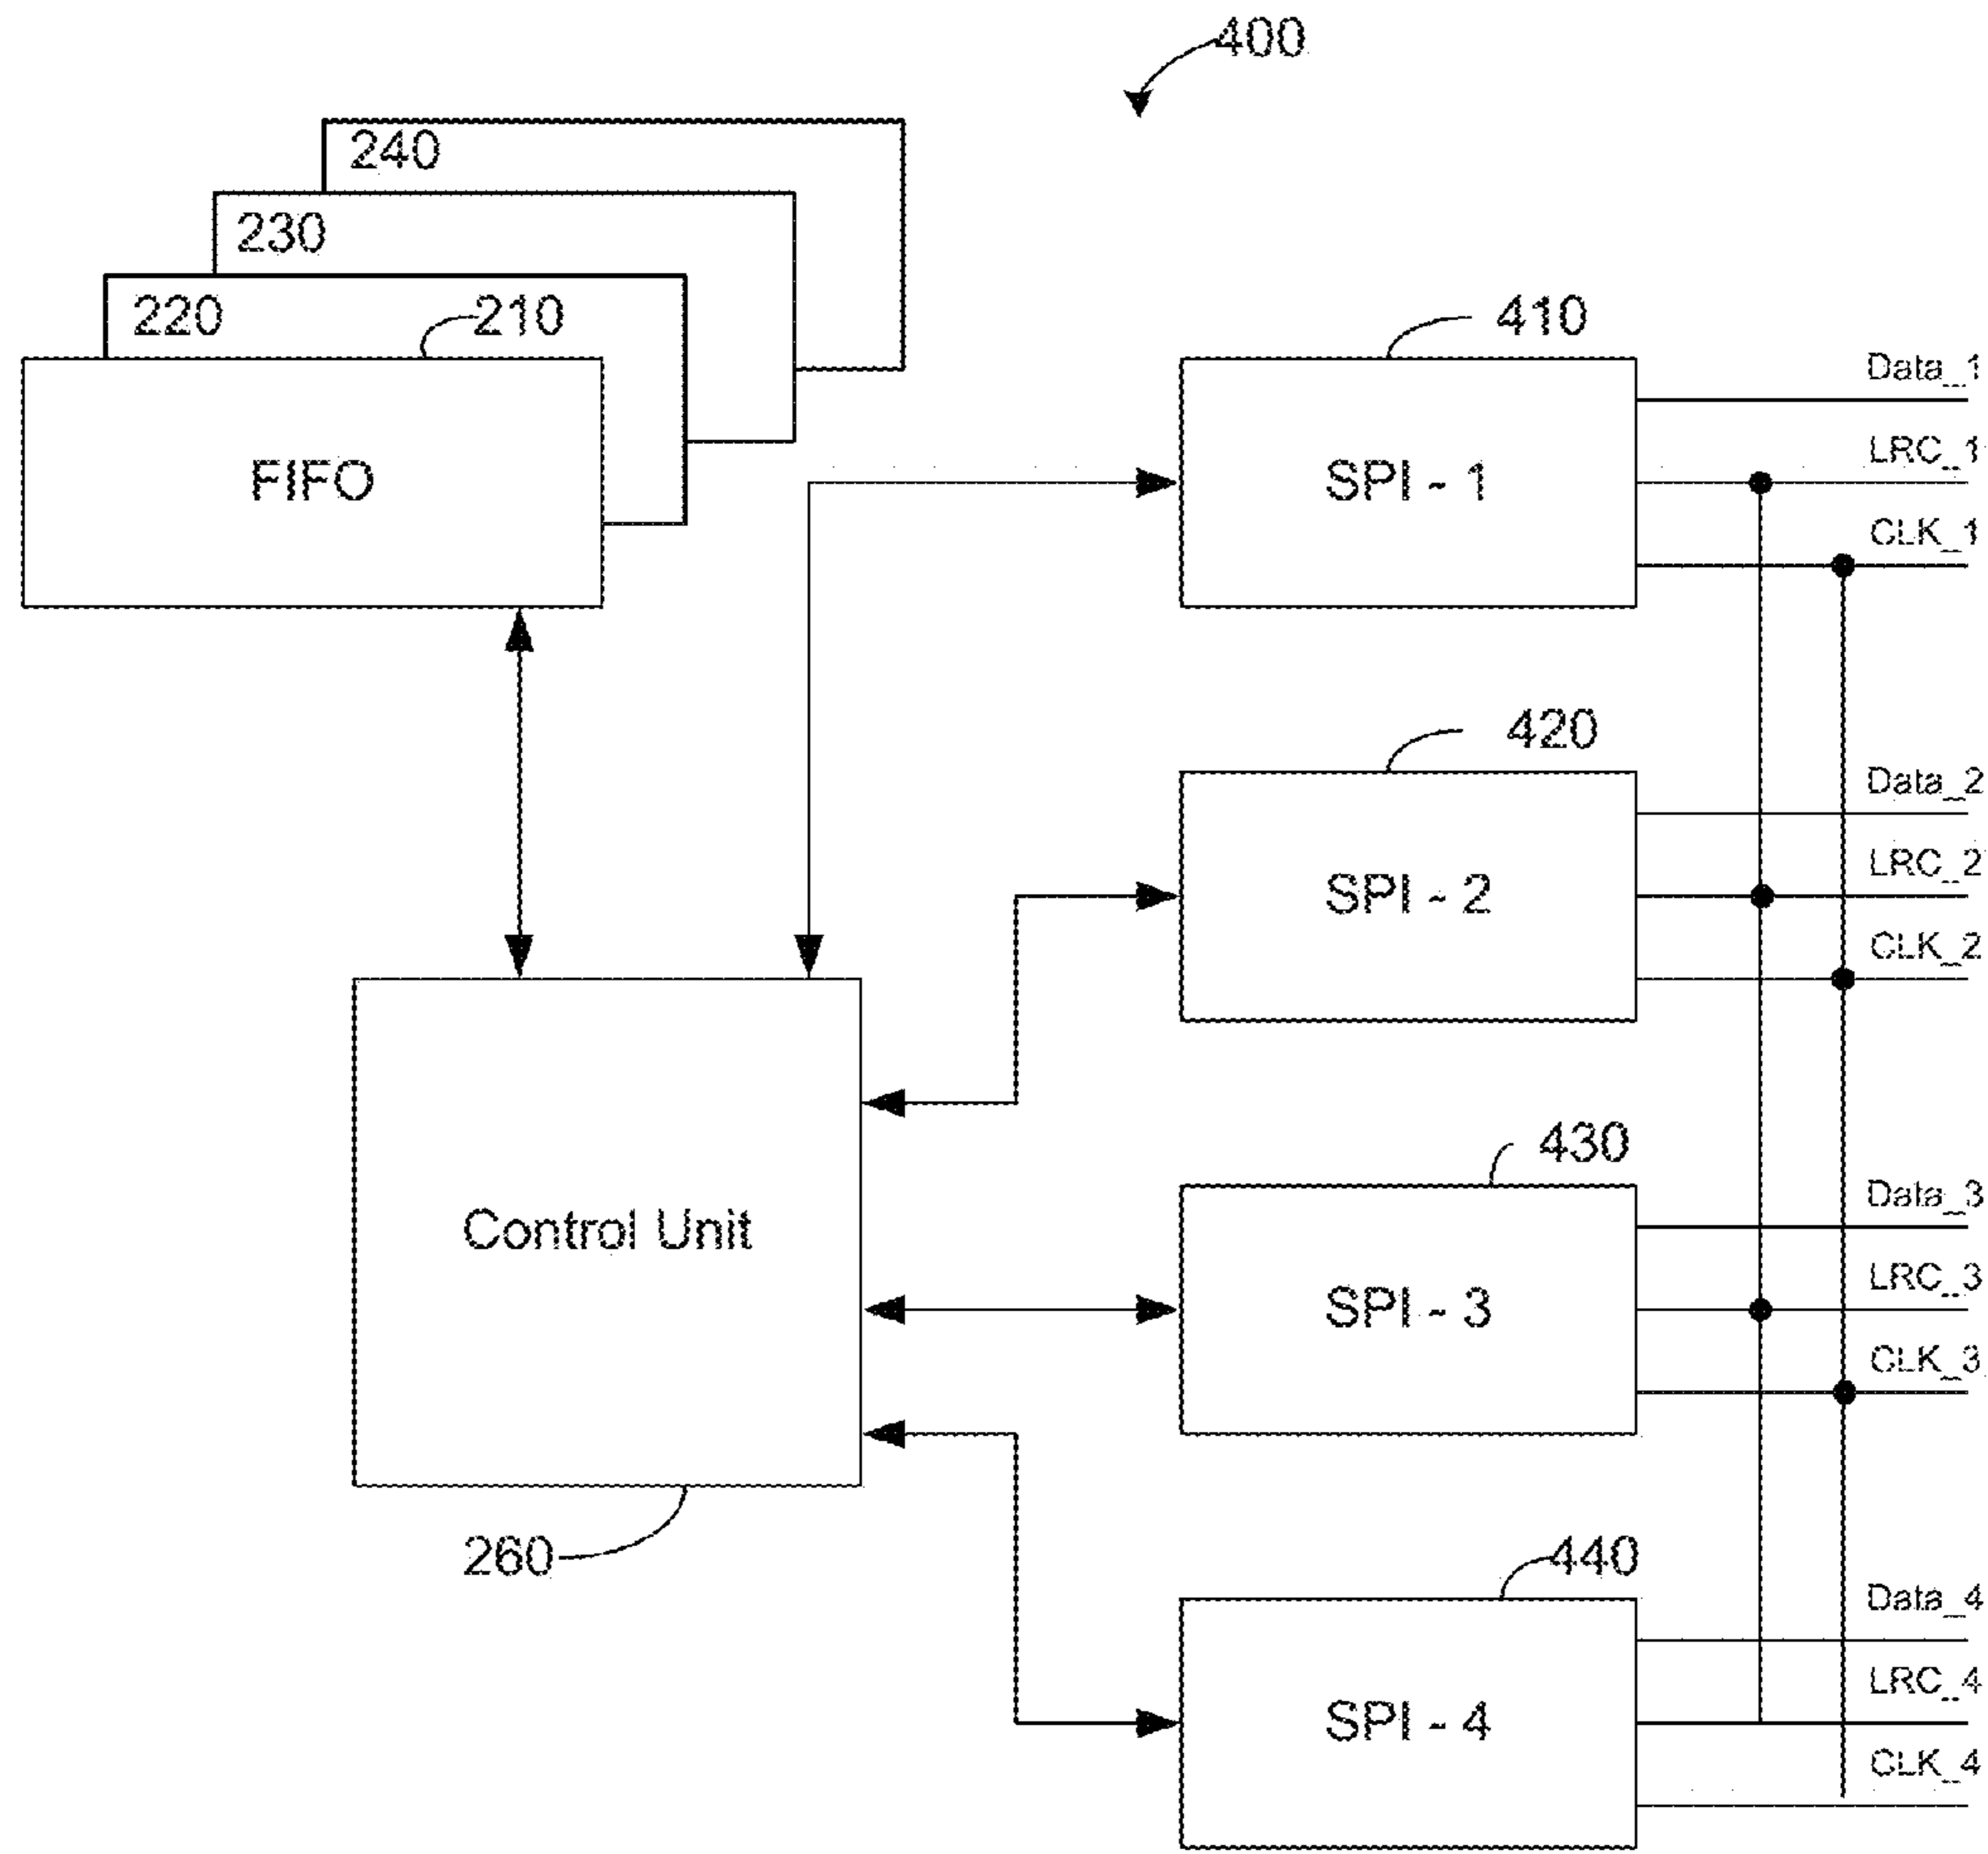 400
240
230
220
210
FIFO
410
SPI - 1
Data_1
LRC_1
CLK_1
420
SPI - 2
Data_2
LRC_2
CLK_2
Control Unit
260
430
SPI - 3
Data_3
LRC_3
CLK_3
440
SPI - 4
Data_4
LRC_4
CLK_4